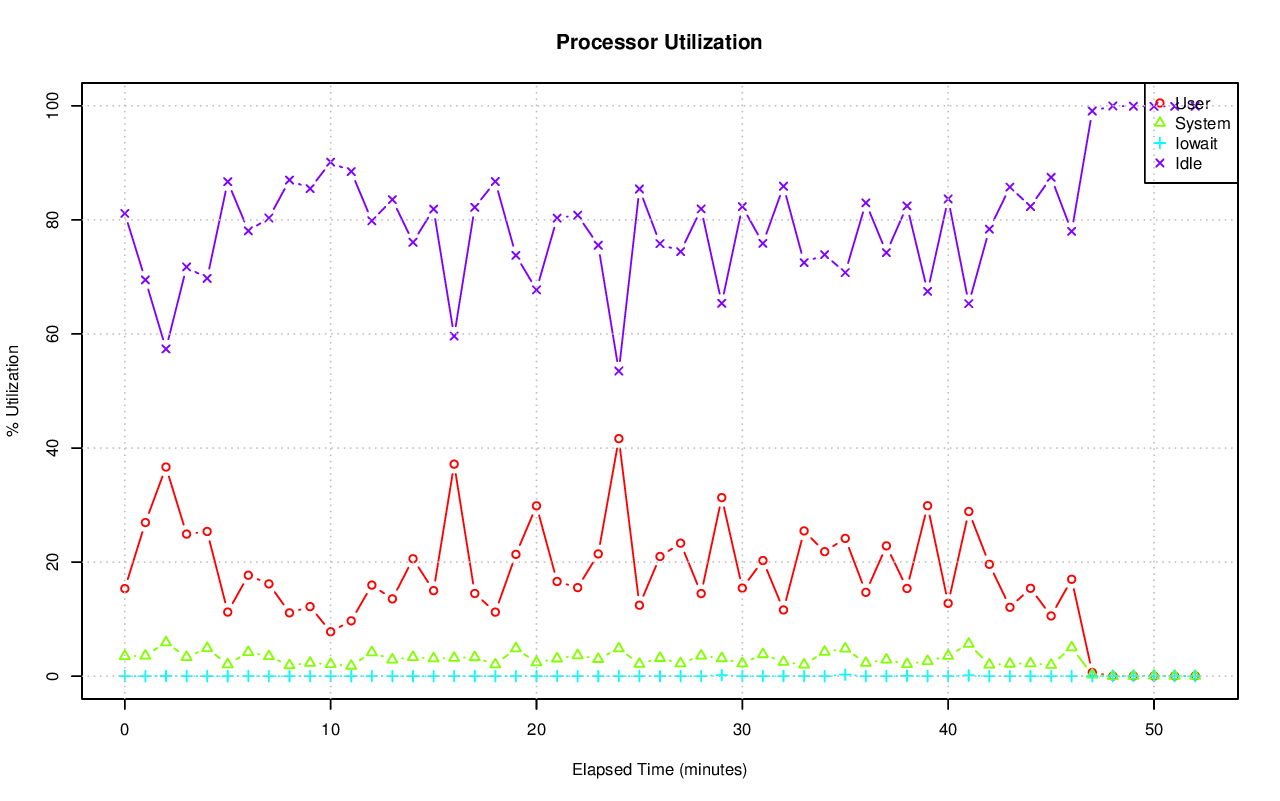 Processor Utilization
% Utilization
100
80
60
40
20
0
User
System
Iowait
Idle
0 10 20 30 40 50
Elapsed Time (minutes)